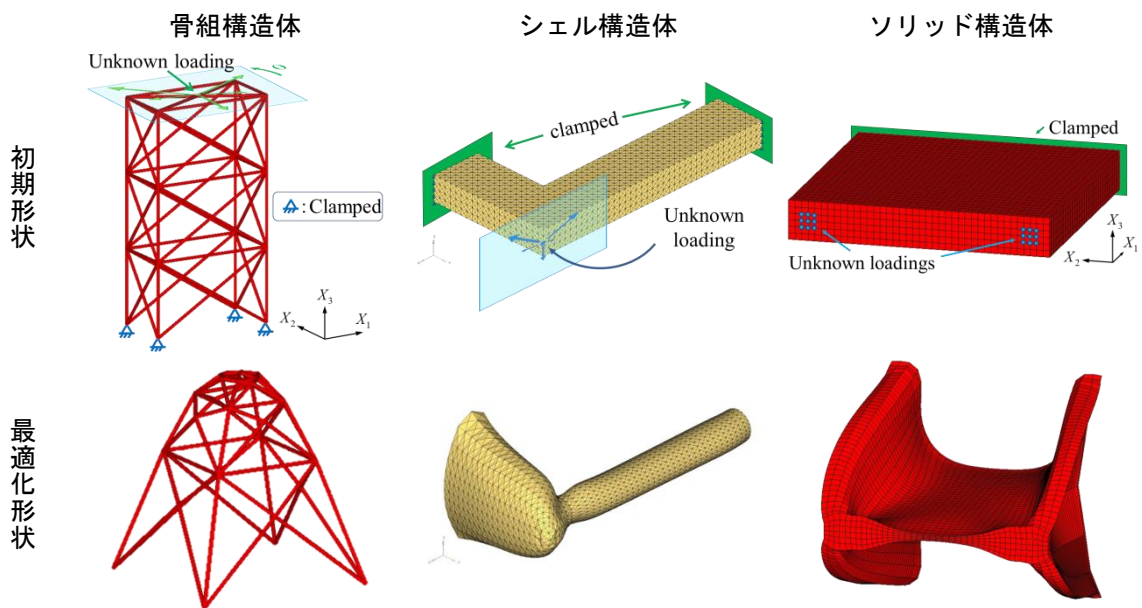 骨組構造体
シェル構造体
ソリッド構造体
初期形状
Unknown loading
θ
: Clamped
X3
X2
X1
clamped
Unknown
loading
Clamped
Unknown loadings
X3
X2
X1
最適化形状